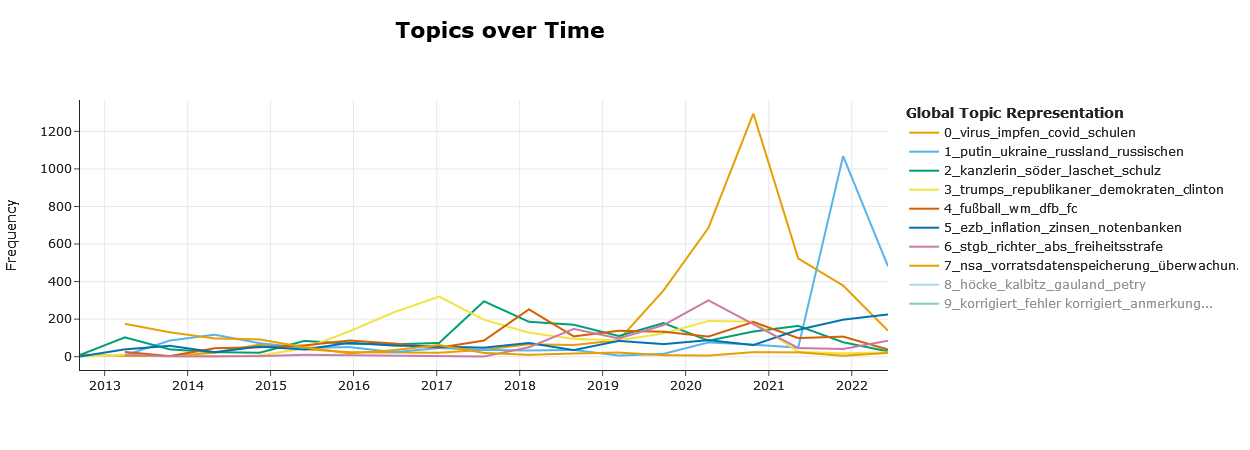 Topics over Time
Frequency
1200
1000
800
600
400
200
0
2013 2014 2015 2016 2017 2018 2019 2020 2021 2022
Global Topic Representation
0_virus_impfen_covid_schulen
1_putin_ukraine_russland_russischen
2_kanzlerin_söder_laschet_schulz
3_trumps_republikaner_demokraten_clinton
4_fußball_wm_dfb_fc
5_ezb_inflation_zinsen_notenbanken
6_stgb_richter_abs_freiheitsstrafe
7_nsa_vorratsdatenspeicherung_überwachun.
8_höcke_kalbitz_gauland_petry
9_korrigiert_fehler korrigiert_anmerkung...